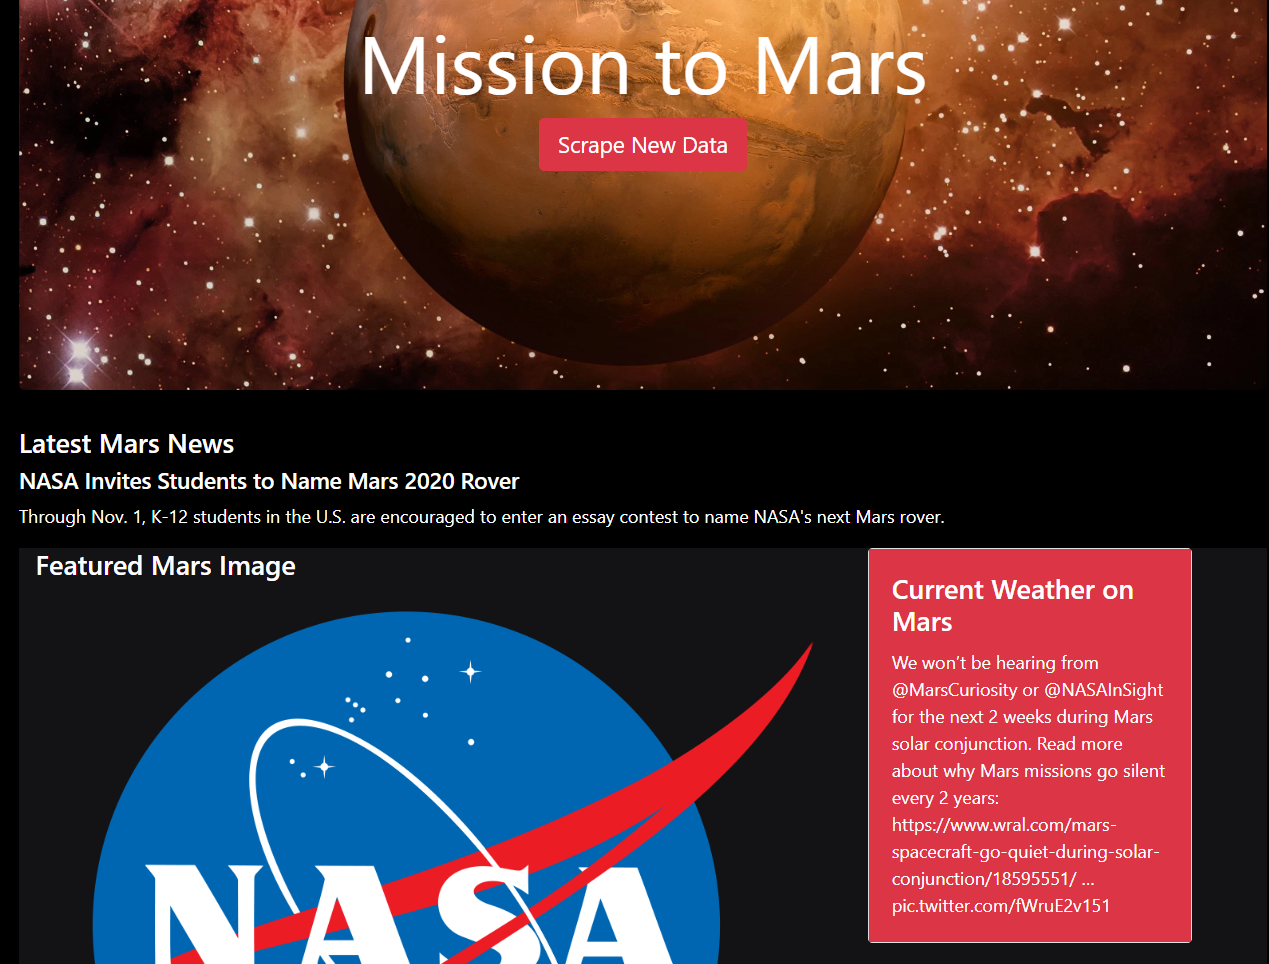 Mission to Mars
Scrape New Data
Latest Mars News
NASA Invites Students to Name Mars 2020 Rover
Through Nov. 1, K-12 students in the U.S. are encouraged to enter an essay contest to name NASA's next Mars rover.
Featured Mars Image
NASA
Current Weather on
Mars
We won’t be hearing from
@MarsCuriosity or @NASAInSight
for the next 2 weeks during Mars
solar conjunction. Read more
about why Mars missions go silent
every 2 years:
https://www.wral.com/mars-
spacecraft-go-quiet-during-solar-
conjunction/18595551/ …
pic.twitter.com/fWruE2v151